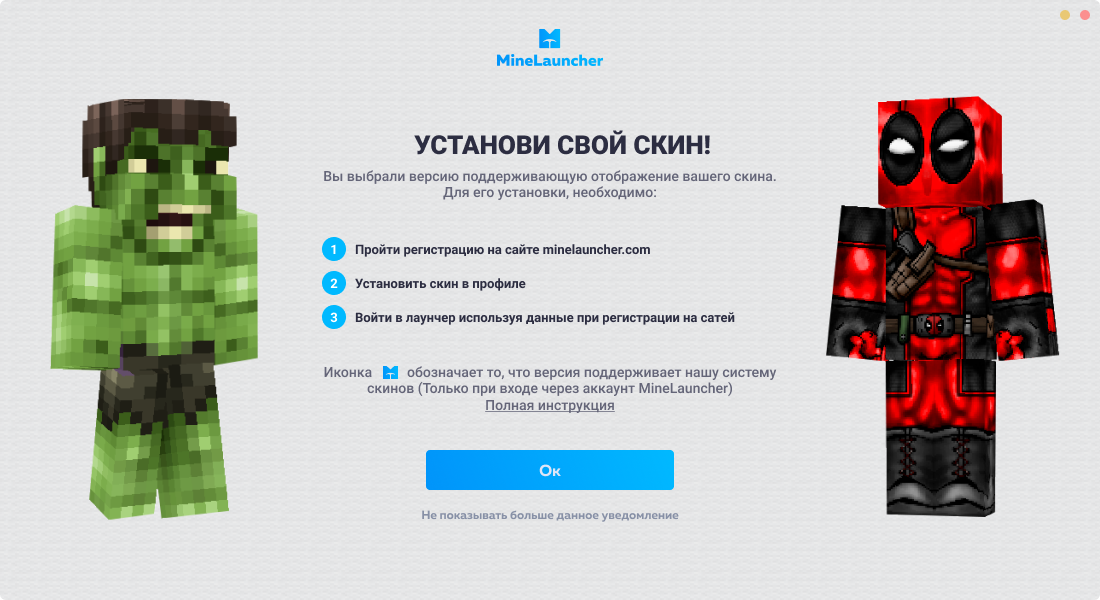 MineLauncher
УСТАНОВИ СВОЙ СКИН!
Вы выбрали версию поддерживающую отображение вашего скина.
Для его установки, необходимо:
1 Пройти регистрацию на сайте minelauncher.com
2 Установить скин в профиле
3 Войти в лаунчер используя данные при регистрации на сатей
Иконка обозначает то, что версия поддерживает нашу систему
скинов (Только при входе через аккаунт MineLauncher)
Полная инструкция
Ок
Не показывать больше данное уведомление